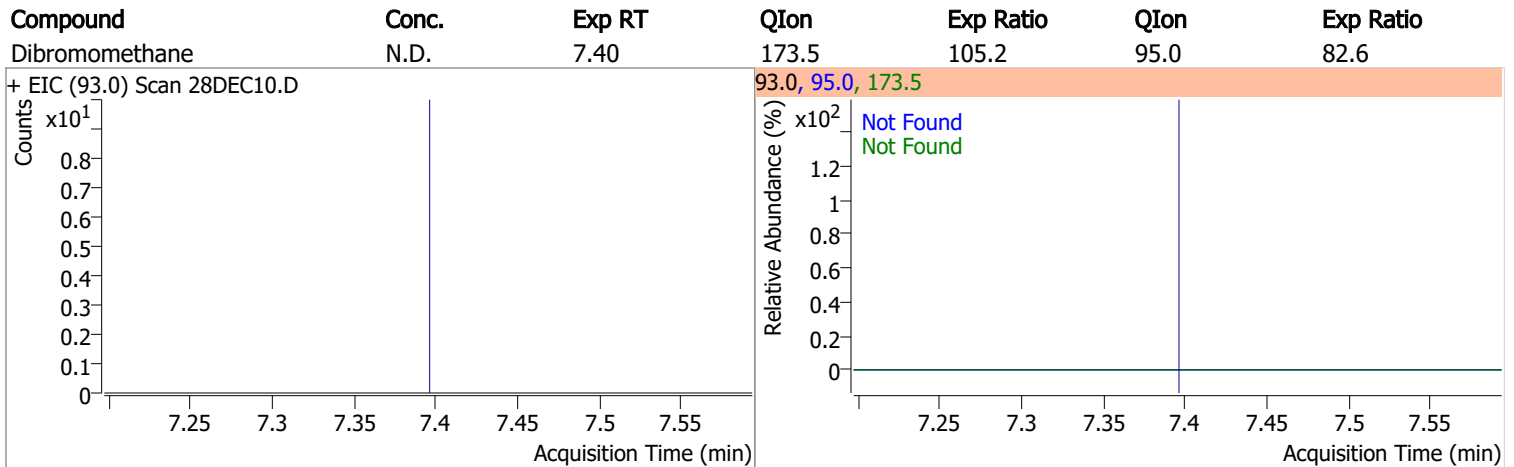 Compound Conc. Exp RT QIon Exp Ratio QIon Exp Ratio
Dibromomethane N.D. 7.40 173.5 105.2 95.0 82.6
+ EIC (93.0) Scan 28DEC10.D
Counts
x10¹
0.8
0.7
0.6
0.5
0.4
0.3
0.2
0.1
0
7.25 7.3 7.35 7.4 7.45 7.5 7.55
Acquisition Time (min)
93.0, 95.0, 173.5
Relative Abundance (%)
x10²
Not Found
Not Found
1.2
1
0.8
0.6
0.4
0.2
0
7.25 7.3 7.35 7.4 7.45 7.5 7.55
Acquisition Time (min)